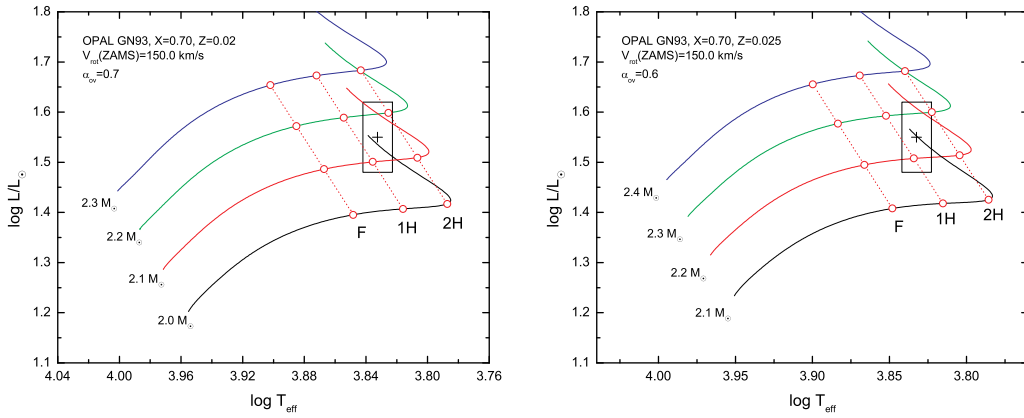 1.8
1.7
1.6
1.5
1.4
1.3
1.2
1.1
log L/L☉
OPAL GN93, X=0.70, Z=0.02
V_rot(ZAMS)=150.0 km/s
α_ov=0.7
2.3 M☉
2.2 M☉
2.1 M☉
2.0 M☉
F
1H
2H
4.04 4.00 3.96 3.92 3.88 3.84 3.80 3.76
log T_eff
1.8
1.7
1.6
1.5
1.4
1.3
1.2
1.1
log L/L☉
OPAL GN93, X=0.70, Z=0.025
V_rot(ZAMS)=150.0 km/s
α_ov=0.6
2.4 M☉
2.3 M☉
2.2 M☉
2.1 M☉
F
1H
2H
4.00 3.95 3.90 3.85 3.80
log T_eff